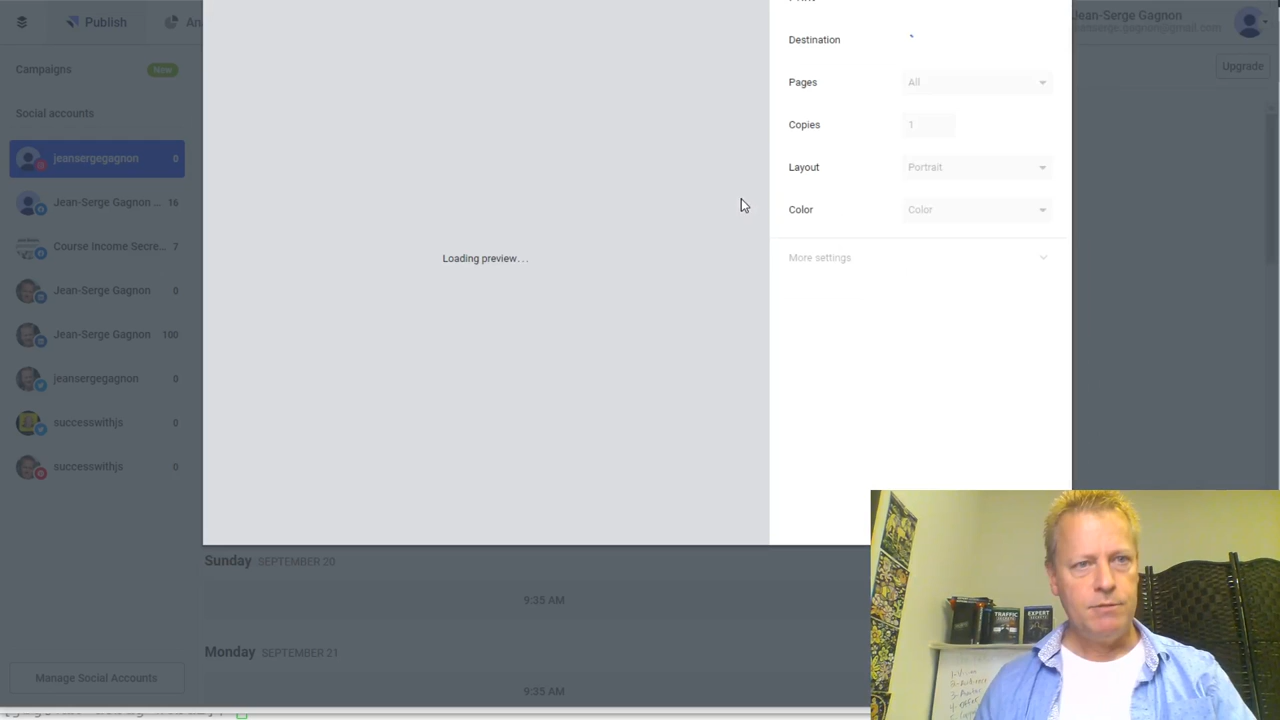 Publish
An
Jean-Serge Gagnon
Campaigns New
Upgrade
Social accounts
jeansergegagnon 0
Jean-Serge Gagnon ... 16
Course Income Secre... 7
Jean-Serge Gagnon 0
Jean-Serge Gagnon 100
jeansergegagnon 0
successwithjs 0
successwithjs 0
Manage Social Accounts
Loading preview...
Destination
Pages All
Copies 1
Layout Portrait
Color Color
More settings
Sunday SEPTEMBER 20
9:35 AM
Monday SEPTEMBER 21
9:35 AM
TRAFFIC
SECRETS
EXPERT
SECRETS